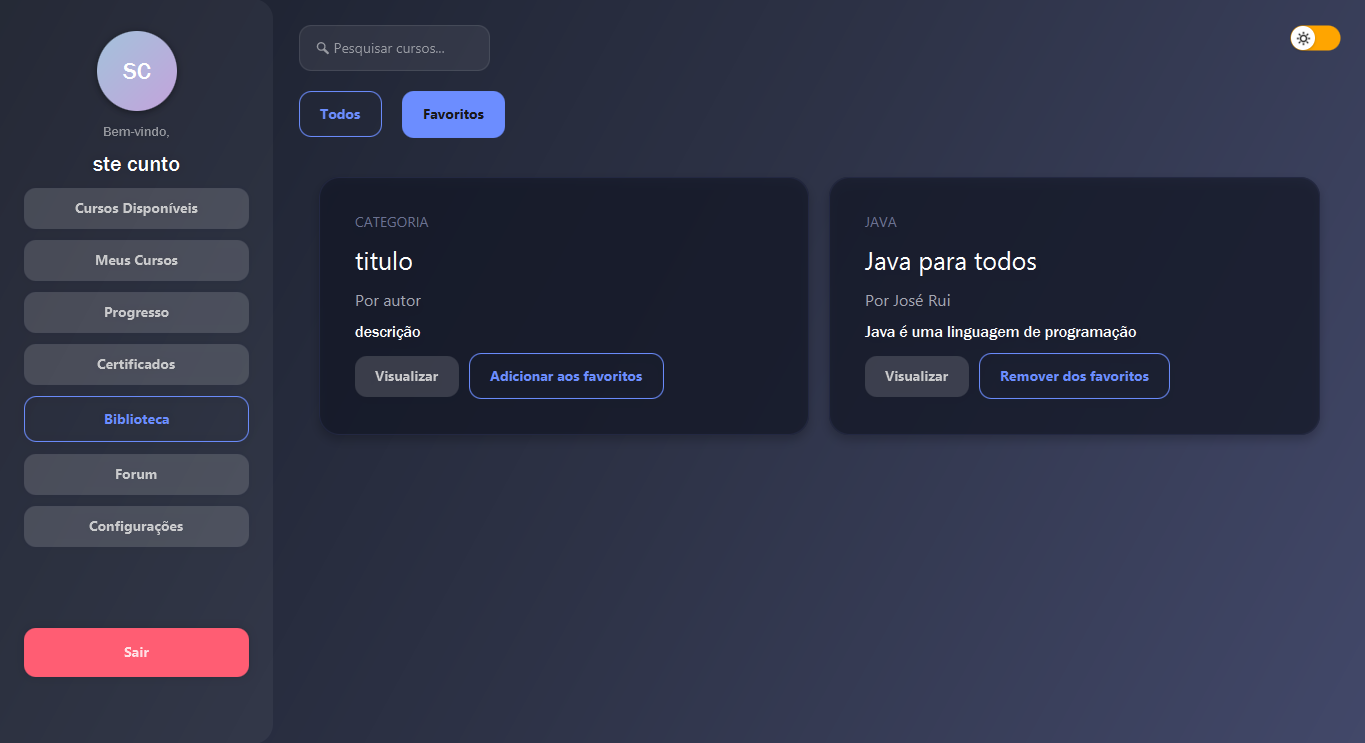 SC
Bem-vindo,
ste cunto
Cursos Disponíveis
Meus Cursos
Progresso
Certificados
Biblioteca
Forum
Configurações
Sair
Pesquisar cursos...
Todos
Favoritos
CATEGORIA
titulo
Por autor
descrição
Visualizar
Adicionar aos favoritos
JAVA
Java para todos
Por José Rui
Java é uma linguagem de programação
Visualizar
Remover dos favoritos